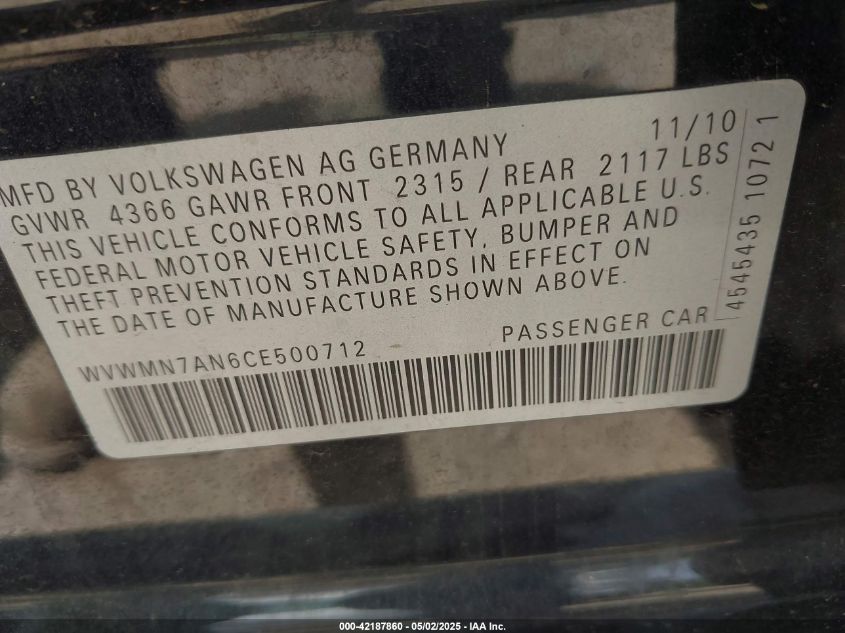 11/10
MFD BY VOLKSWAGEN AG GERMANY
GVWR 4366 GAWR FRONT 2315 / REAR 2117 LBS
THIS VEHICLE CONFORMS TO ALL APPLICABLE U.S.
FEDERAL MOTOR VEHICLE SAFETY, BUMPER AND
THEFT PREVENTION STANDARDS IN EFFECT ON
THE DATE OF MANUFACTURE SHOWN ABOVE.
PASSENGER CAR
WVWMN7AN6CE500712
4545435 1072 1
000-42187860 - 05/02/2025 - IAA Inc.